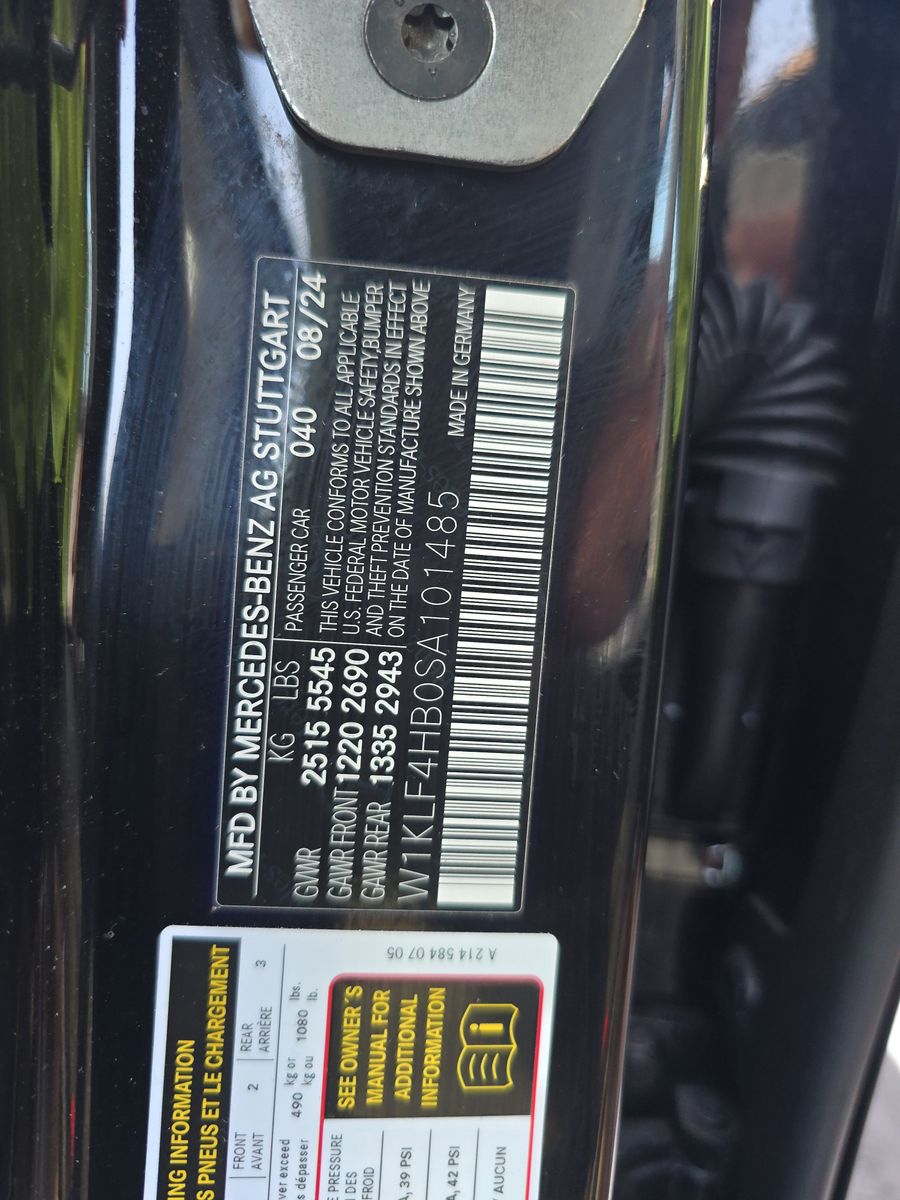 MFD BY MERCEDES-BENZ AG STUTTGART
KG LBS PASSENGER CAR 040 08/24
GVWR 2515 5545 THIS VEHICLE CONFORMS TO ALL APPLICABLE
GAWR FRONT 1220 2690 U.S. FEDERAL MOTOR VEHICLE SAFETY BUMPER
GAWR REAR 1335 2943 AND THEFT PREVENTION STANDARDS IN EFFECT
ON THE DATE OF MANUFACTURE SHOWN ABOVE
W1KLF4HB0SA101485 MADE IN GERMANY
INFORMATION
PNEUS ET LE CHARGEMENT
FRONT 2 REAR 3
AVANT ARRIÈRE
exceed 490 kg or 1080 lbs.
dépasser kg ou lb.
A 214 584 07 05
SEE OWNER'S
MANUAL FOR
ADDITIONAL
INFORMATION
PRESSURE
DES
FROID
39 PSI
42 PSI
AUCUN